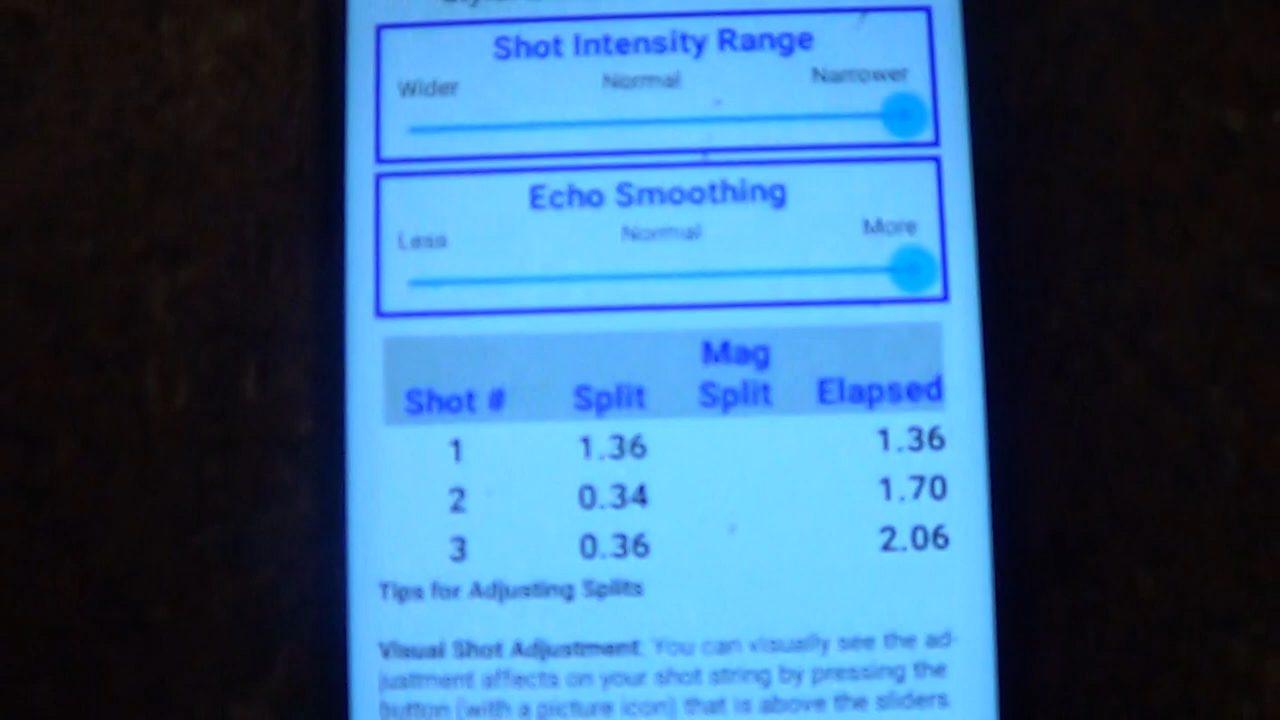 Shot Intensity Range
Wider Normal Narrower
Echo Smoothing
Less Normal More
Mag
Shot # Split Split Elapsed
1 1.36 1.36
2 0.34 1.70
3 0.36 2.06
Tips for Adjusting Splits
Visual Shot Adjustment: You can visually see the ad-
justment affects on your shot string by pressing the
button (with a picture icon) that is above the sliders